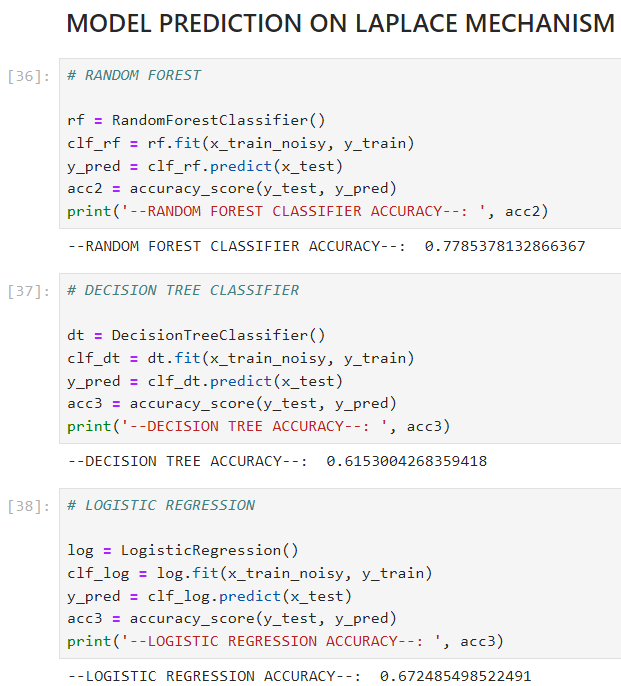 MODEL PREDICTION ON LAPLACE MECHANISM
[36]:
# RANDOM FOREST
rf = RandomForestClassifier()
clf_rf = rf.fit(x_train_noisy, y_train)
y_pred = clf_rf.predict(x_test)
acc2 = accuracy_score(y_test, y_pred)
print('--RANDOM FOREST CLASSIFIER ACCURACY--: ', acc2)
--RANDOM FOREST CLASSIFIER ACCURACY--:  0.7785378132866367
[37]:
# DECISION TREE CLASSIFIER
dt = DecisionTreeClassifier()
clf_dt = dt.fit(x_train_noisy, y_train)
y_pred = clf_dt.predict(x_test)
acc3 = accuracy_score(y_test, y_pred)
print('--DECISION TREE ACCURACY--: ', acc3)
--DECISION TREE ACCURACY--:  0.6153004268359418
[38]:
# LOGISTIC REGRESSION
log = LogisticRegression()
clf_log = log.fit(x_train_noisy, y_train)
y_pred = clf_log.predict(x_test)
acc3 = accuracy_score(y_test, y_pred)
print('--LOGISTIC REGRESSION ACCURACY--: ', acc3)
--LOGISTIC REGRESSION ACCURACY--:  0.672485498522491